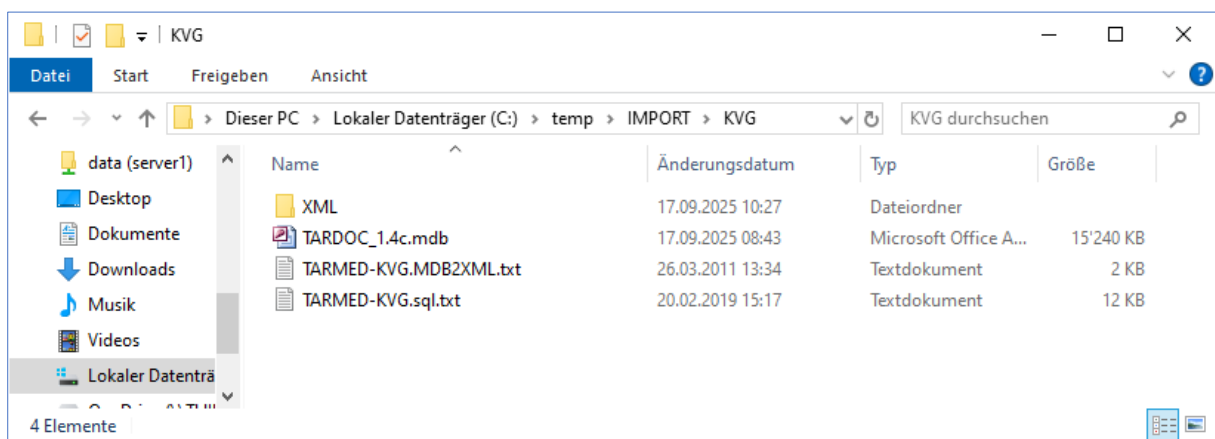 KVG
Datei Start Freigeben Ansicht
Dieser PC > Lokaler Datenträger (C:) > temp > IMPORT > KVG KVG durchsuchen
data (server1)
Desktop
Dokumente
Downloads
Musik
Videos
Lokaler Datenträ
Name Änderungsdatum Typ Größe
XML 17.09.2025 10:27 Dateiordner
TARDOC_1.4c.mdb 17.09.2025 08:43 Microsoft Office A... 15'240 KB
TARMED-KVG.MDB2XML.txt 26.03.2011 13:34 Textdokument 2 KB
TARMED-KVG.sql.txt 20.02.2019 15:17 Textdokument 12 KB
4 Elemente